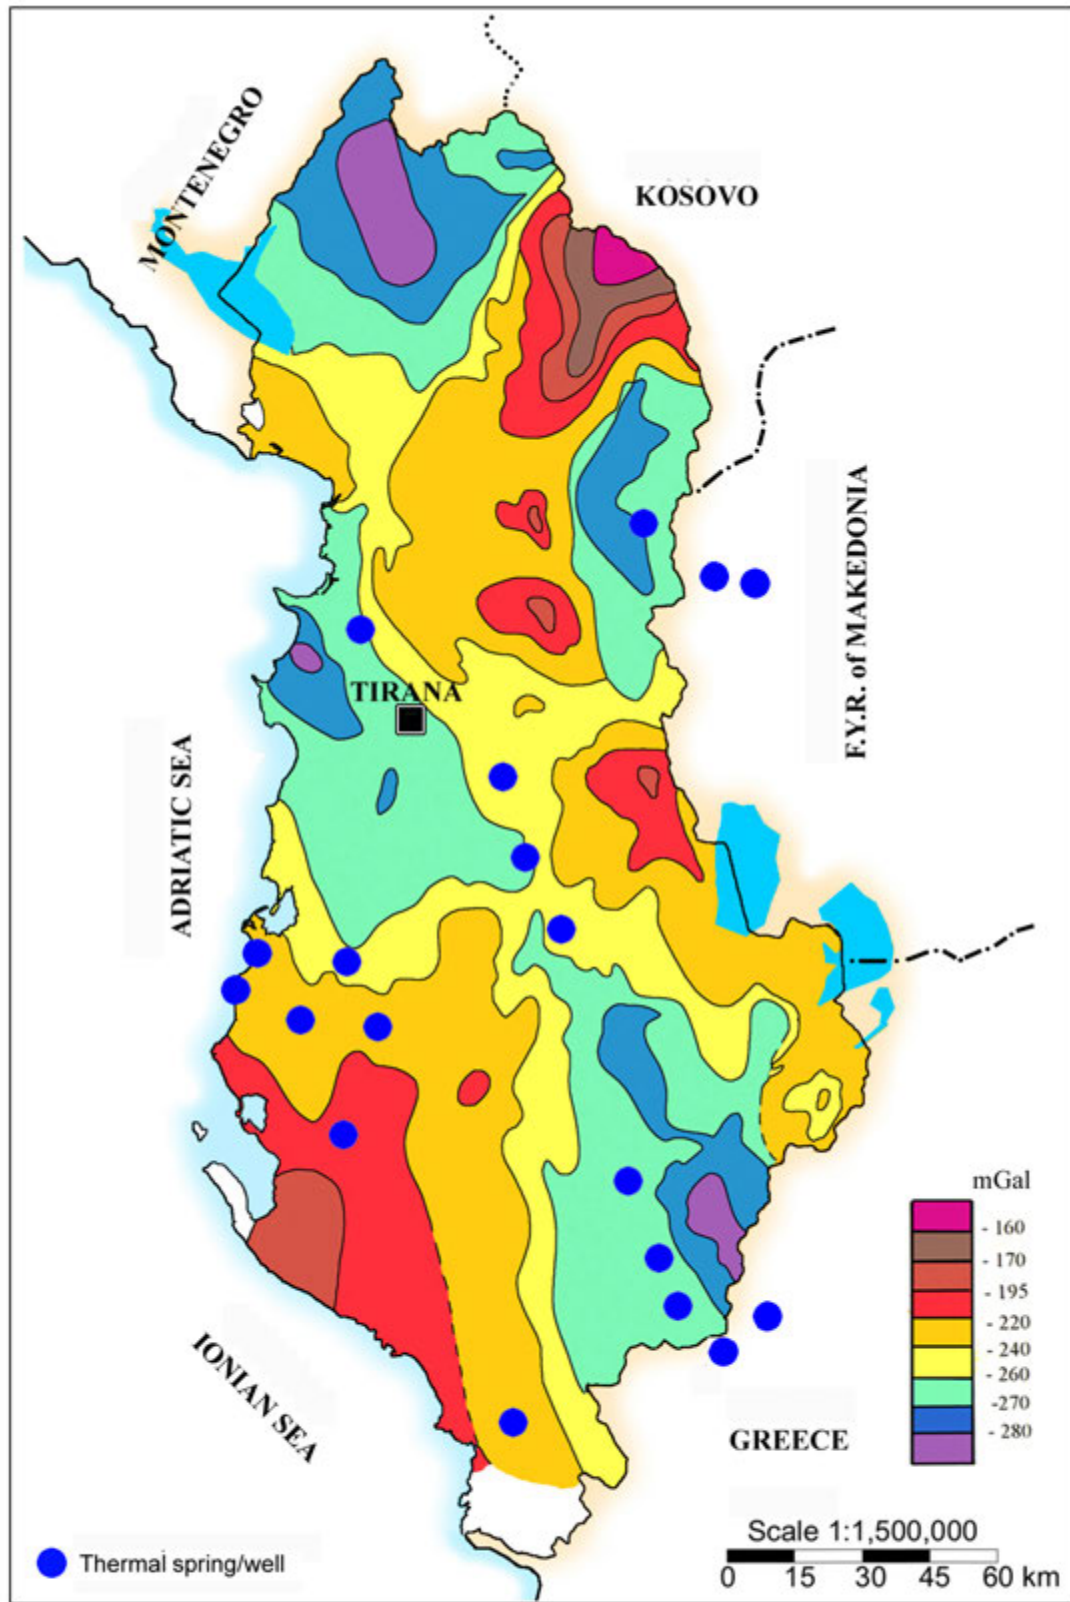 MONTENEGRO
KOSOVO
F.Y.R. of MAKEDONIA
TIRANA
ADRIATIC SEA
mGal
- 160
- 170
- 195
- 220
- 240
- 260
-270
- 280
IONIAN SEA
GREECE
Scale 1:1,500,000
0 15 30 45 60 km
Thermal spring/well